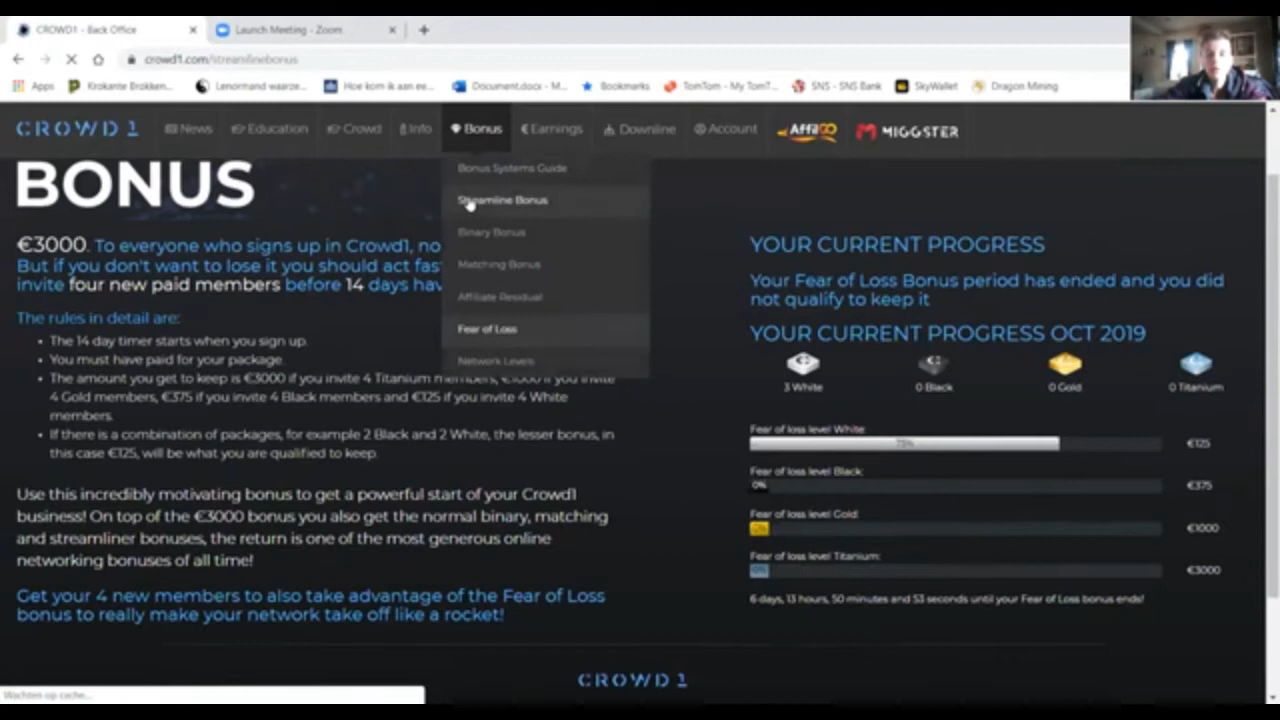 CROWD1 - Back Office
Launch Meeting - Zoom
crowd1.com/streamlinebonus
Apps Krokante Brokken... Lenormand waarze... Hoe kom ik aan ee... Document.docx - M... Bookmarks TomTom - My TomT... SNS - SNS Bank SkyWallet Dragon Mining
CROWD1 News Education Crowd Info Bonus €Earnings Downline Account AffilGO MIGGSTER
Bonus Systems Guide
Streamline Bonus
Binary Bonus
Matching Bonus
Affiliate Residual
Fear of Loss
Network Levels
BONUS
€3000. To everyone who signs up in Crowd1, no
But if you don't want to lose it you should act fas
invite four new paid members before 14 days hav
The rules in detail are:
• The 14 day timer starts when you sign up.
• You must have paid for your package.
• The amount you get to keep is €3000 if you invite 4 Titanium members, €1000 if you invite
4 Gold members, €375 if you invite 4 Black members and €125 if you invite 4 White
members.
• If there is a combination of packages, for example 2 Black and 2 White, the lesser bonus, in
this case €125, will be what you are qualified to keep.
Use this incredibly motivating bonus to get a powerful start of your Crowd1
business! On top of the €3000 bonus you also get the normal binary, matching
and streamliner bonuses, the return is one of the most generous online
networking bonuses of all time!
Get your 4 new members to also take advantage of the Fear of Loss
bonus to really make your network take off like a rocket!
YOUR CURRENT PROGRESS
Your Fear of Loss Bonus period has ended and you did
not qualify to keep it
YOUR CURRENT PROGRESS OCT 2019
3 White 0 Black 0 Gold 0 Titanium
Fear of loss level White:
75% €125
Fear of loss level Black:
0% €375
Fear of loss level Gold:
0% €1000
Fear of loss level Titanium:
0% €3000
6 days, 13 hours, 50 minutes and 53 seconds until your Fear of Loss bonus ends!
CROWD1
Wachten op cache...